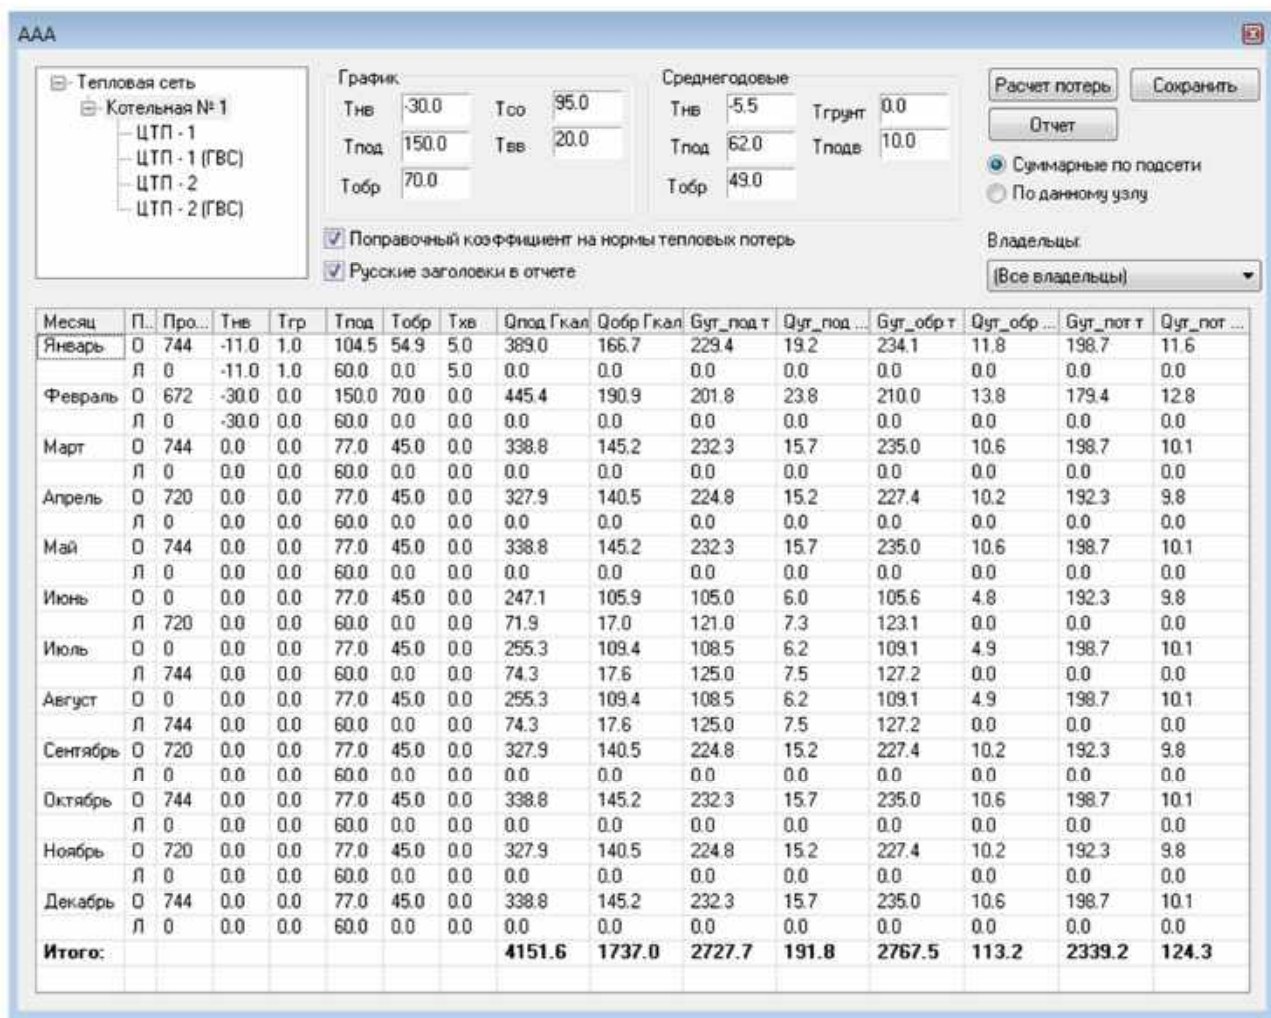 AAA
Тепловая сеть
Котельная № 1
ЦТП - 1
ЦТП - 1 (ГВС)
ЦТП - 2
ЦТП - 2 (ГВС)
График
Тнв -30.0 Тсо 95.0
Тпод 150.0 Твв 20.0
Тобр 70.0
Среднегодовые
Тнв -5.5 Тгрунт 0.0
Тпод 62.0 Тподв 10.0
Тобр 49.0
Расчет потерь Сохранить
Отчет
Суммарные по подсети
По данному узлу
Поправочный коэффициент на нормы тепловых потерь
Русские заголовки в отчете
Владельцы:
(Все владельцы)
Месяц П.. Про... Тнв Тгр Тпод Тобр Тхв Qпод Гкал Qобр Гкал Gут_под т Qут_под ... Gут_обр т Qут_обр ... Gут_пот т Qут_пот ...
Январь О 744 -11.0 1.0 104.5 54.9 5.0 389.0 166.7 229.4 19.2 234.1 11.8 198.7 11.6
Л 0 -11.0 1.0 60.0 0.0 5.0 0.0 0.0 0.0 0.0 0.0 0.0 0.0 0.0
Февраль О 672 -30.0 0.0 150.0 70.0 0.0 445.4 190.9 201.8 23.8 210.0 13.8 179.4 12.8
Л 0 -30.0 0.0 60.0 0.0 0.0 0.0 0.0 0.0 0.0 0.0 0.0 0.0 0.0
Март О 744 0.0 0.0 77.0 45.0 0.0 338.8 145.2 232.3 15.7 235.0 10.6 198.7 10.1
Л 0 0.0 0.0 60.0 0.0 0.0 0.0 0.0 0.0 0.0 0.0 0.0 0.0 0.0
Апрель О 720 0.0 0.0 77.0 45.0 0.0 327.9 140.5 224.8 15.2 227.4 10.2 192.3 9.8
Л 0 0.0 0.0 60.0 0.0 0.0 0.0 0.0 0.0 0.0 0.0 0.0 0.0 0.0
Май О 744 0.0 0.0 77.0 45.0 0.0 338.8 145.2 232.3 15.7 235.0 10.6 198.7 10.1
Л 0 0.0 0.0 60.0 0.0 0.0 0.0 0.0 0.0 0.0 0.0 0.0 0.0 0.0
Июнь О 0 0.0 0.0 77.0 45.0 0.0 247.1 105.9 105.0 6.0 105.6 4.8 192.3 9.8
Л 720 0.0 0.0 60.0 0.0 0.0 71.9 17.0 121.0 7.3 123.1 0.0 0.0 0.0
Июль О 0 0.0 0.0 77.0 45.0 0.0 255.3 109.4 108.5 6.2 109.1 4.9 198.7 10.1
Л 744 0.0 0.0 60.0 0.0 0.0 74.3 17.6 125.0 7.5 127.2 0.0 0.0 0.0
Август О 0 0.0 0.0 77.0 45.0 0.0 255.3 109.4 108.5 6.2 109.1 4.9 198.7 10.1
Л 744 0.0 0.0 60.0 0.0 0.0 74.3 17.6 125.0 7.5 127.2 0.0 0.0 0.0
Сентябрь О 720 0.0 0.0 77.0 45.0 0.0 327.9 140.5 224.8 15.2 227.4 10.2 192.3 9.8
Л 0 0.0 0.0 60.0 0.0 0.0 0.0 0.0 0.0 0.0 0.0 0.0 0.0 0.0
Октябрь О 744 0.0 0.0 77.0 45.0 0.0 338.8 145.2 232.3 15.7 235.0 10.6 198.7 10.1
Л 0 0.0 0.0 60.0 0.0 0.0 0.0 0.0 0.0 0.0 0.0 0.0 0.0 0.0
Ноябрь О 720 0.0 0.0 77.0 45.0 0.0 327.9 140.5 224.8 15.2 227.4 10.2 192.3 9.8
Л 0 0.0 0.0 60.0 0.0 0.0 0.0 0.0 0.0 0.0 0.0 0.0 0.0 0.0
Декабрь О 744 0.0 0.0 77.0 45.0 0.0 338.8 145.2 232.3 15.7 235.0 10.6 198.7 10.1
Л 0 0.0 0.0 60.0 0.0 0.0 0.0 0.0 0.0 0.0 0.0 0.0 0.0 0.0
Итого: 4151.6 1737.0 2727.7 191.8 2767.5 113.2 2339.2 124.3